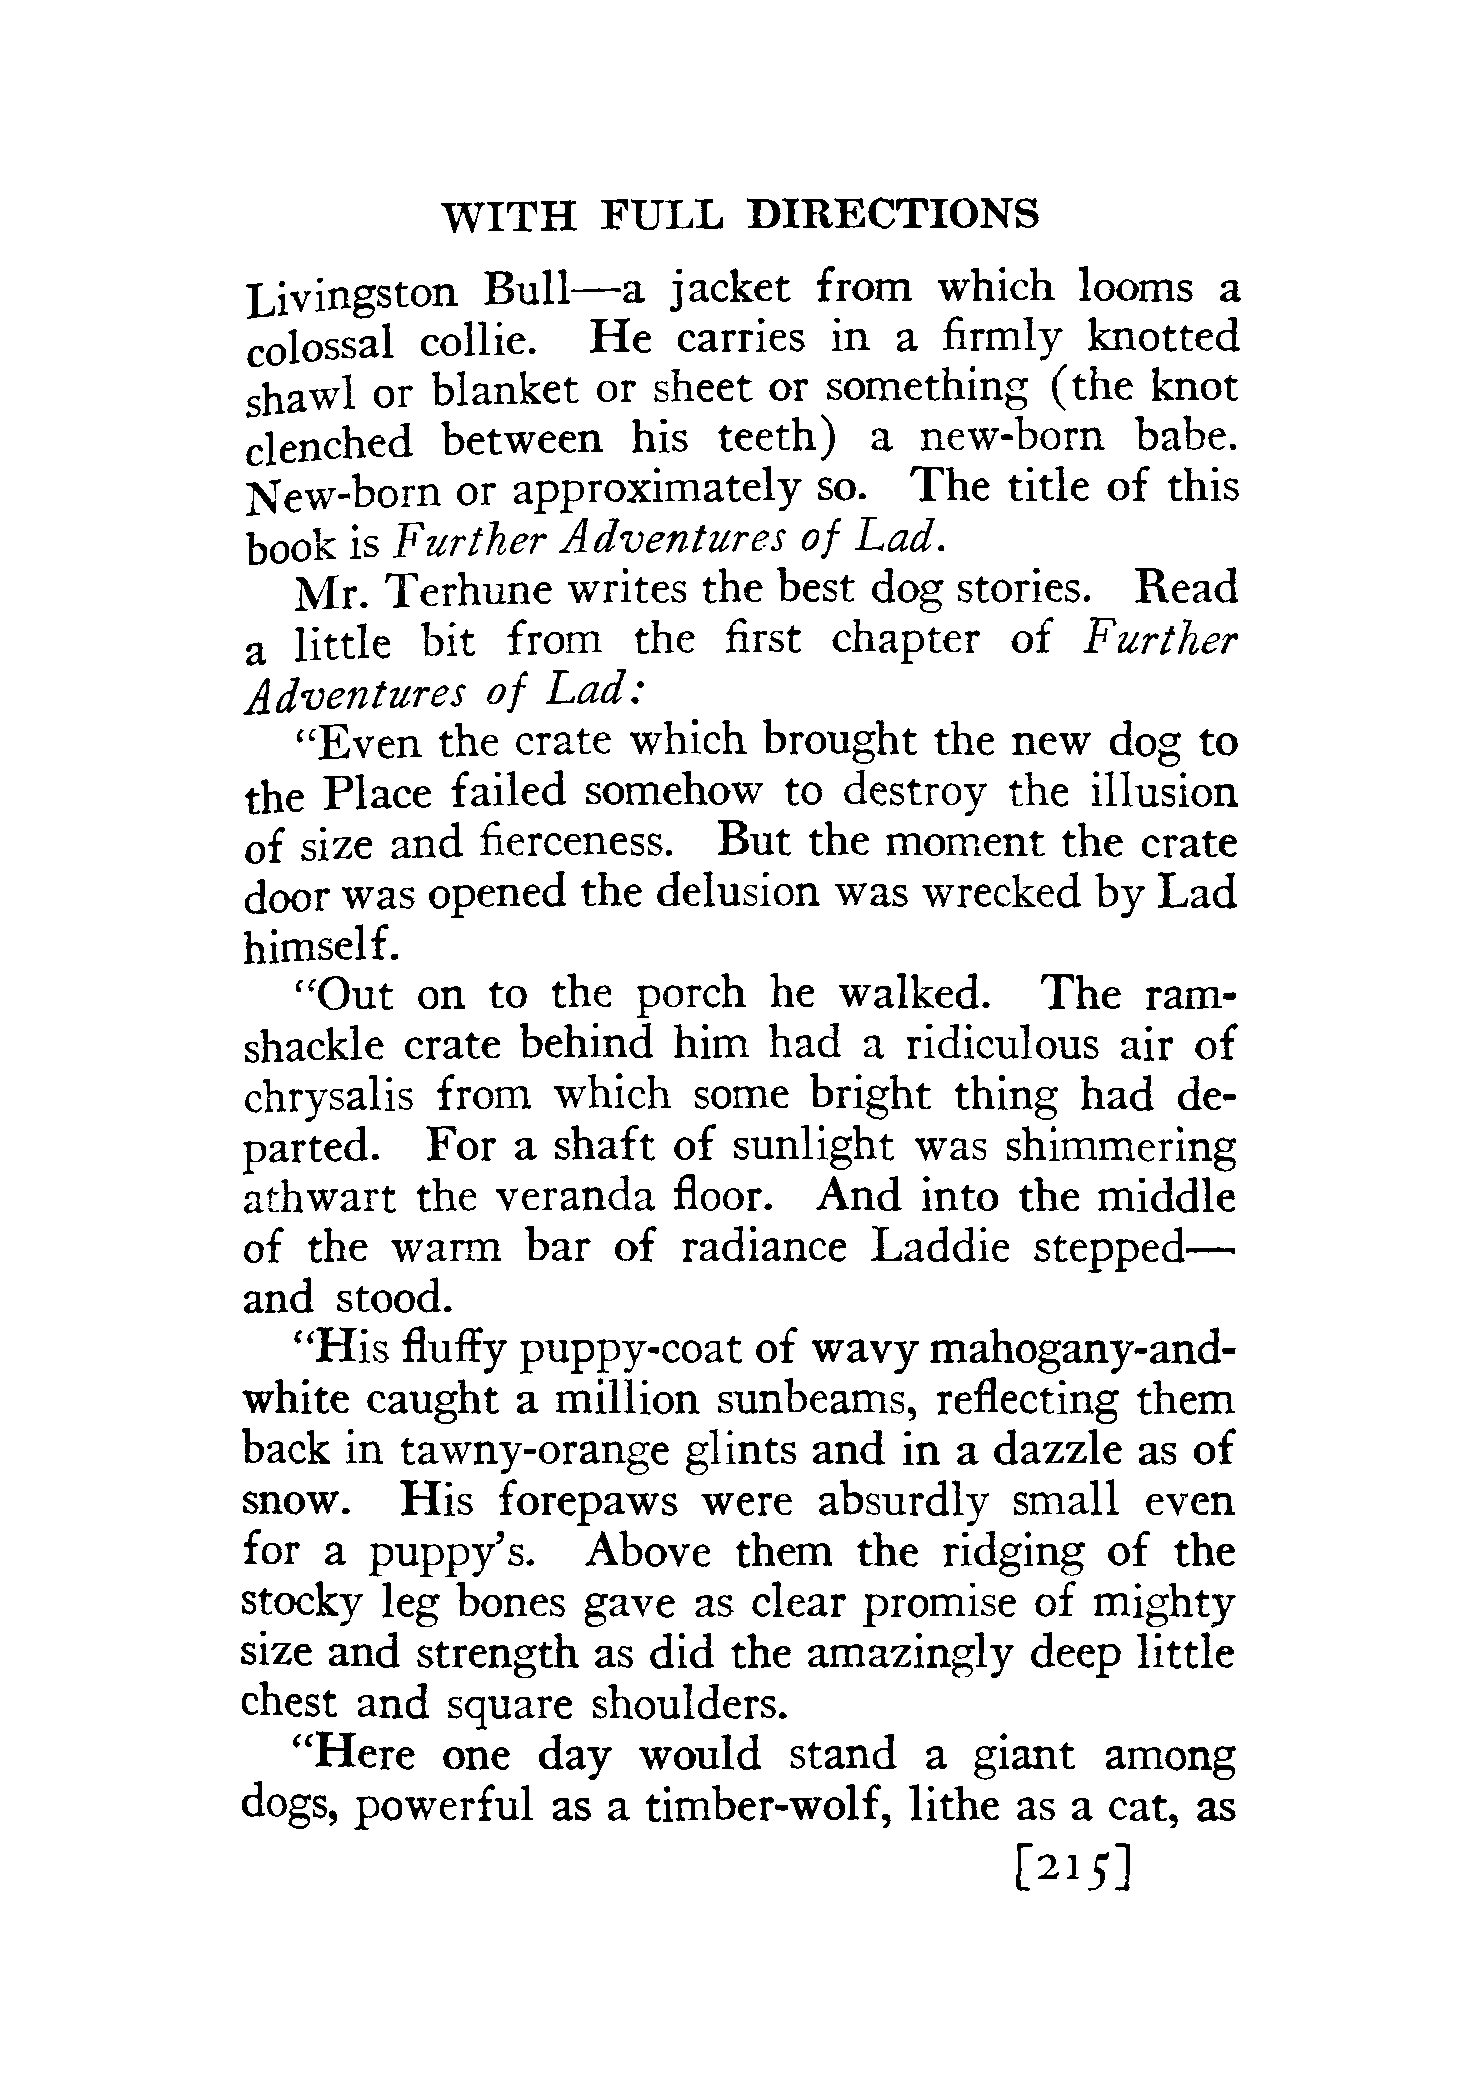 WITH FULL DIRECTIONS
Livingston Bull—a jacket from which looms a
colossal collie. He carries in a firmly knotted
shawl or blanket or sheet or something (the knot
clenched between his teeth) a new-born babe.
New-born or approximately so. The title of this
book is Further Adventures of Lad.
Mr. Terhune writes the best dog stories. Read
a little bit from the first chapter of Further
Adventures of Lad:
"Even the crate which brought the new dog to
the Place failed somehow to destroy the illusion
of size and fierceness. But the moment the crate
door was opened the delusion was wrecked by Lad
himself.
"Out on to the porch he walked. The ram-
shackle crate behind him had a ridiculous air of
chrysalis from which some bright thing had de-
parted. For a shaft of sunlight was shimmering
athwart the veranda floor. And into the middle
of the warm bar of radiance Laddie stepped—
and stood.
"His fluffy puppy-coat of wavy mahogany-and-
white caught a million sunbeams, reflecting them
back in tawny-orange glints and in a dazzle as of
snow. His forepaws were absurdly small even
for a puppy's. Above them the ridging of the
stocky leg bones gave as clear promise of mighty
size and strength as did the amazingly deep little
chest and square shoulders.
"Here one day would stand a giant among
dogs, powerful as a timber-wolf, lithe as a cat, as
[215]